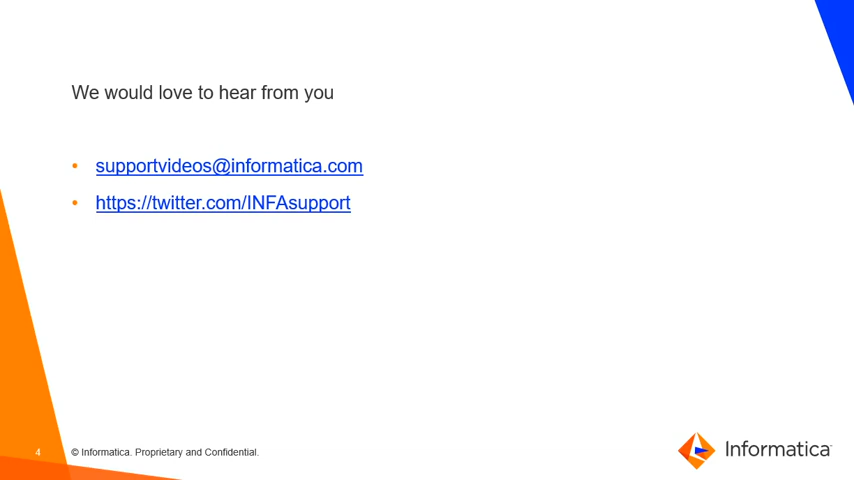 We would love to hear from you
• supportvideos@informatica.com
• https://twitter.com/INFAsupport
4 © Informatica. Proprietary and Confidential.
Informatica